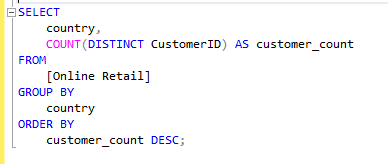 SELECT
country,
COUNT(DISTINCT CustomerID) AS customer_count
FROM
[Online Retail]
GROUP BY
country
ORDER BY
customer_count DESC;